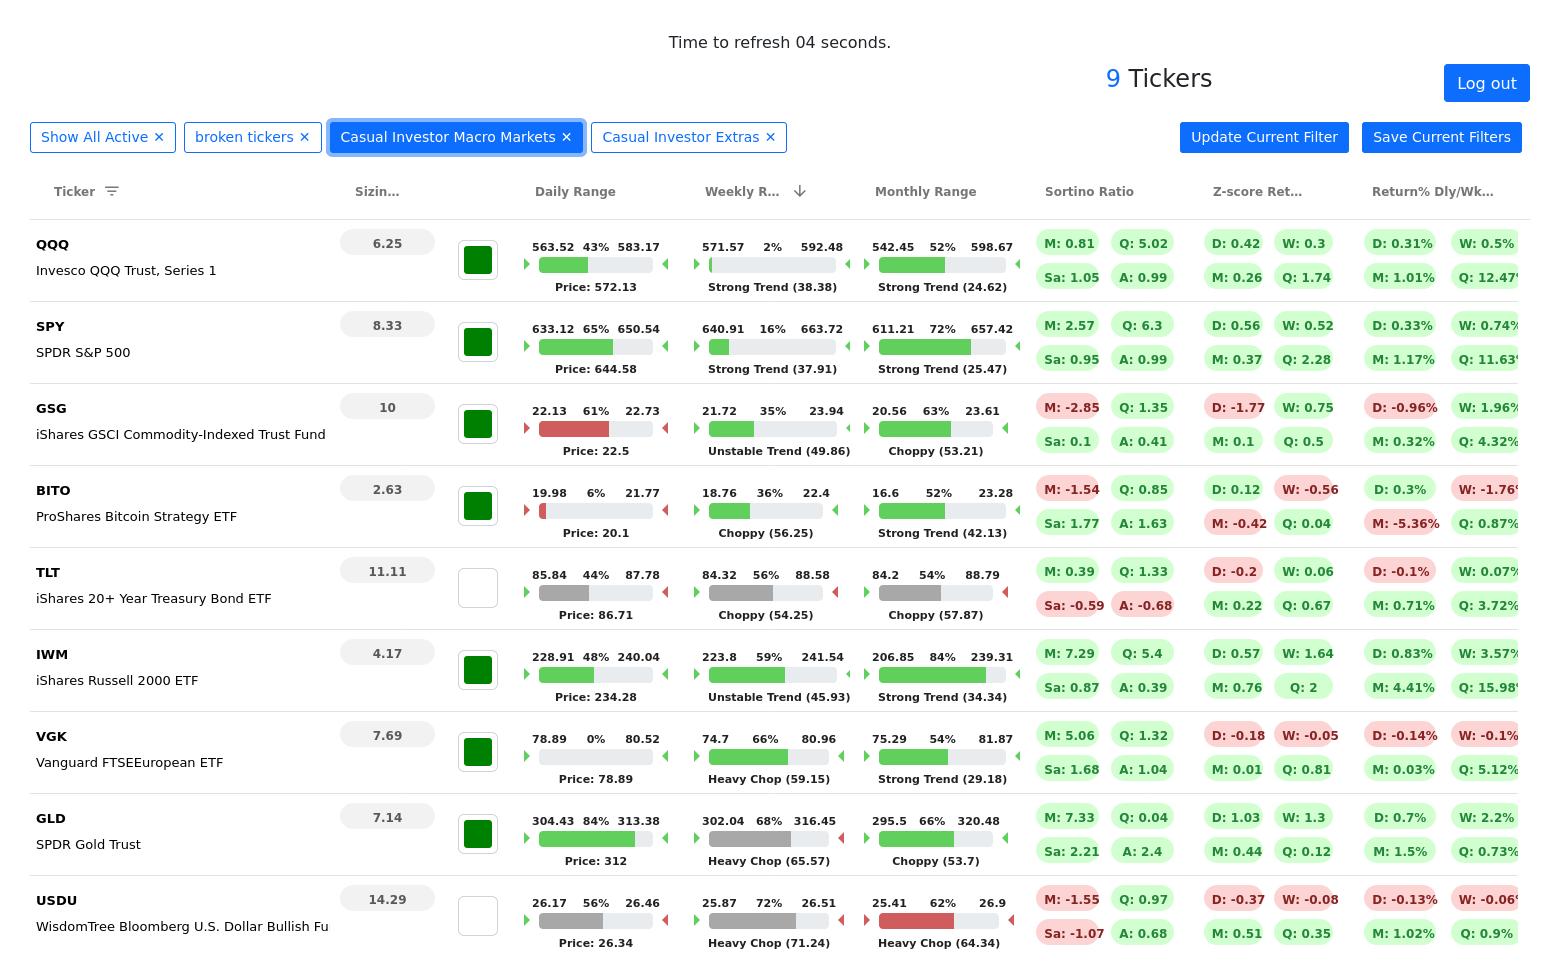 Time to refresh 04 seconds.
9 Tickers
Log out
Show All Active ✕ broken tickers ✕ Casual Investor Macro Markets ✕ Casual Investor Extras ✕ Update Current Filter Save Current Filters
Ticker Sizin… Daily Range Weekly R… Monthly Range Sortino Ratio Z-score Ret… Return% Dly/Wk…
QQQ 6.25 563.52 43% 583.17 571.57 2% 592.48 542.45 52% 598.67 M: 0.81 Q: 5.02 D: 0.42 W: 0.3 D: 0.31% W: 0.5%
Invesco QQQ Trust, Series 1 Price: 572.13 Strong Trend (38.38) Strong Trend (24.62) Sa: 1.05 A: 0.99 M: 0.26 Q: 1.74 M: 1.01% Q: 12.47%
SPY 8.33 633.12 65% 650.54 640.91 16% 663.72 611.21 72% 657.42 M: 2.57 Q: 6.3 D: 0.56 W: 0.52 D: 0.33% W: 0.74%
SPDR S&P 500 Price: 644.58 Strong Trend (37.91) Strong Trend (25.47) Sa: 0.95 A: 0.99 M: 0.37 Q: 2.28 M: 1.17% Q: 11.63%
GSG 10 22.13 61% 22.73 21.72 35% 23.94 20.56 63% 23.61 M: -2.85 Q: 1.35 D: -1.77 W: 0.75 D: -0.96% W: 1.96%
iShares GSCI Commodity-Indexed Trust Fund Price: 22.5 Unstable Trend (49.86) Choppy (53.21) Sa: 0.1 A: 0.41 M: 0.1 Q: 0.5 M: 0.32% Q: 4.32%
BITO 2.63 19.98 6% 21.77 18.76 36% 22.4 16.6 52% 23.28 M: -1.54 Q: 0.85 D: 0.12 W: -0.56 D: 0.3% W: -1.76%
ProShares Bitcoin Strategy ETF Price: 20.1 Choppy (56.25) Strong Trend (42.13) Sa: 1.77 A: 1.63 M: -0.42 Q: 0.04 M: -5.36% Q: 0.87%
TLT 11.11 85.84 44% 87.78 84.32 56% 88.58 84.2 54% 88.79 M: 0.39 Q: 1.33 D: -0.2 W: 0.06 D: -0.1% W: 0.07%
iShares 20+ Year Treasury Bond ETF Price: 86.71 Choppy (54.25) Choppy (57.87) Sa: -0.59 A: -0.68 M: 0.22 Q: 0.67 M: 0.71% Q: 3.72%
IWM 4.17 228.91 48% 240.04 223.8 59% 241.54 206.85 84% 239.31 M: 7.29 Q: 5.4 D: 0.57 W: 1.64 D: 0.83% W: 3.57%
iShares Russell 2000 ETF Price: 234.28 Unstable Trend (45.93) Strong Trend (34.34) Sa: 0.87 A: 0.39 M: 0.76 Q: 2 M: 4.41% Q: 15.98%
VGK 7.69 78.89 0% 80.52 74.7 66% 80.96 75.29 54% 81.87 M: 5.06 Q: 1.32 D: -0.18 W: -0.05 D: -0.14% W: -0.1%
Vanguard FTSEEuropean ETF Price: 78.89 Heavy Chop (59.15) Strong Trend (29.18) Sa: 1.68 A: 1.04 M: 0.01 Q: 0.81 M: 0.03% Q: 5.12%
GLD 7.14 304.43 84% 313.38 302.04 68% 316.45 295.5 66% 320.48 M: 7.33 Q: 0.04 D: 1.03 W: 1.3 D: 0.7% W: 2.2%
SPDR Gold Trust Price: 312 Heavy Chop (65.57) Choppy (53.7) Sa: 2.21 A: 2.4 M: 0.44 Q: 0.12 M: 1.5% Q: 0.73%
USDU 14.29 26.17 56% 26.46 25.87 72% 26.51 25.41 62% 26.9 M: -1.55 Q: 0.97 D: -0.37 W: -0.08 D: -0.13% W: -0.06%
WisdomTree Bloomberg U.S. Dollar Bullish Fu Price: 26.34 Heavy Chop (71.24) Heavy Chop (64.34) Sa: -1.07 A: 0.68 M: 0.51 Q: 0.35 M: 1.02% Q: 0.9%